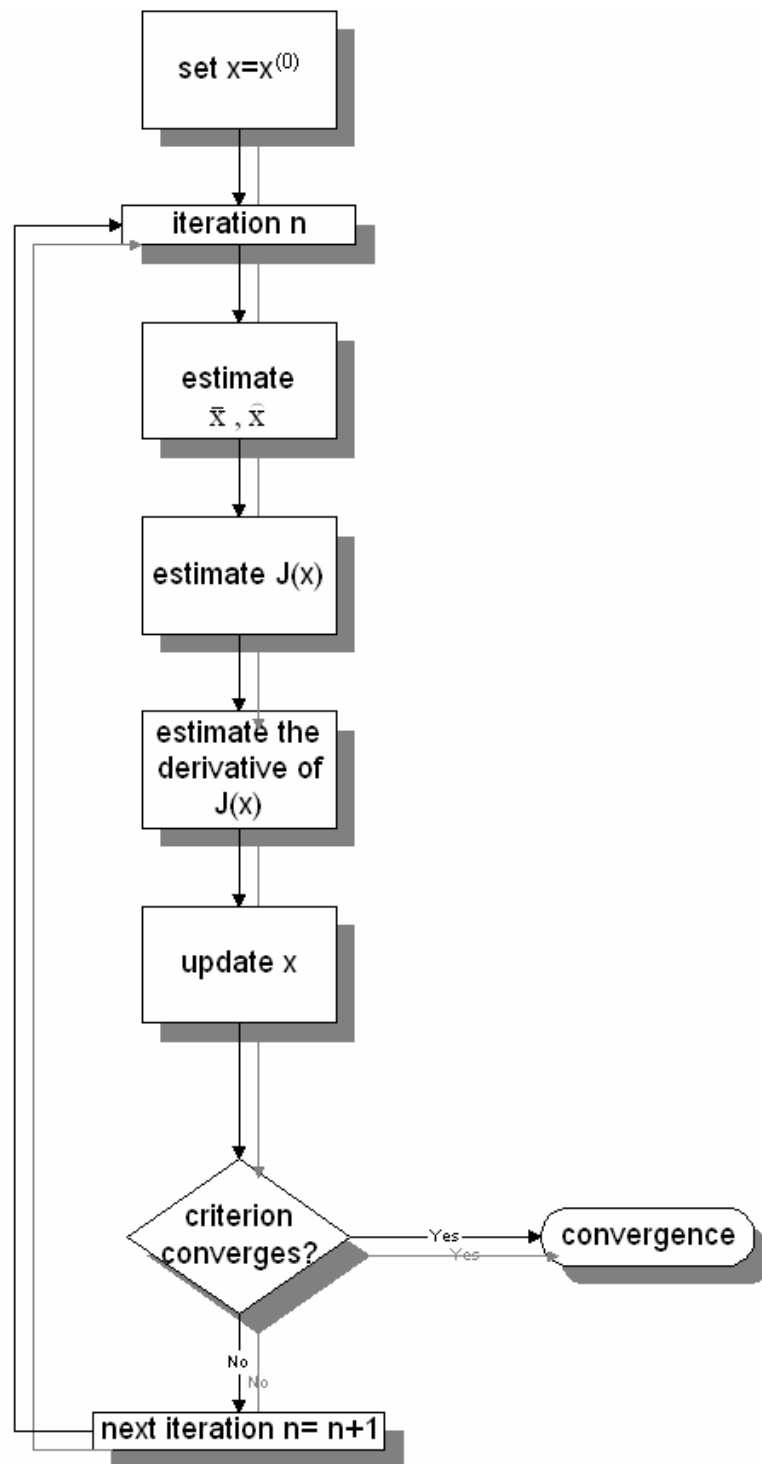 set x=x⁽⁰⁾
iteration n
estimate
x̄ , x̂
estimate J(x)
estimate the
derivative of
J(x)
update x
criterion
converges?
Yes
Yes
convergence
No
No
next iteration n= n+1